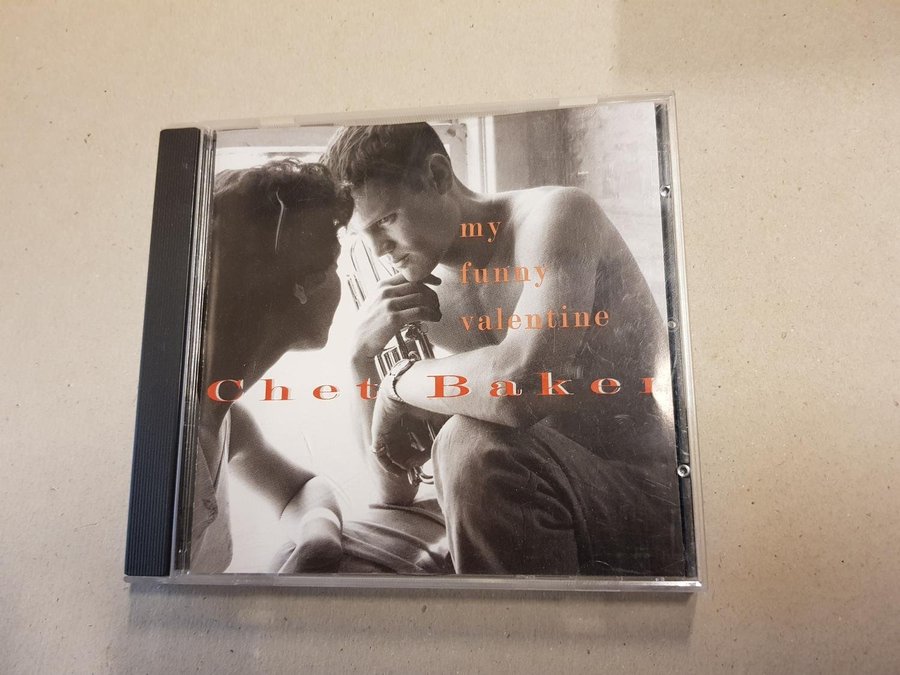 my
funny
valentine
Chet Baker